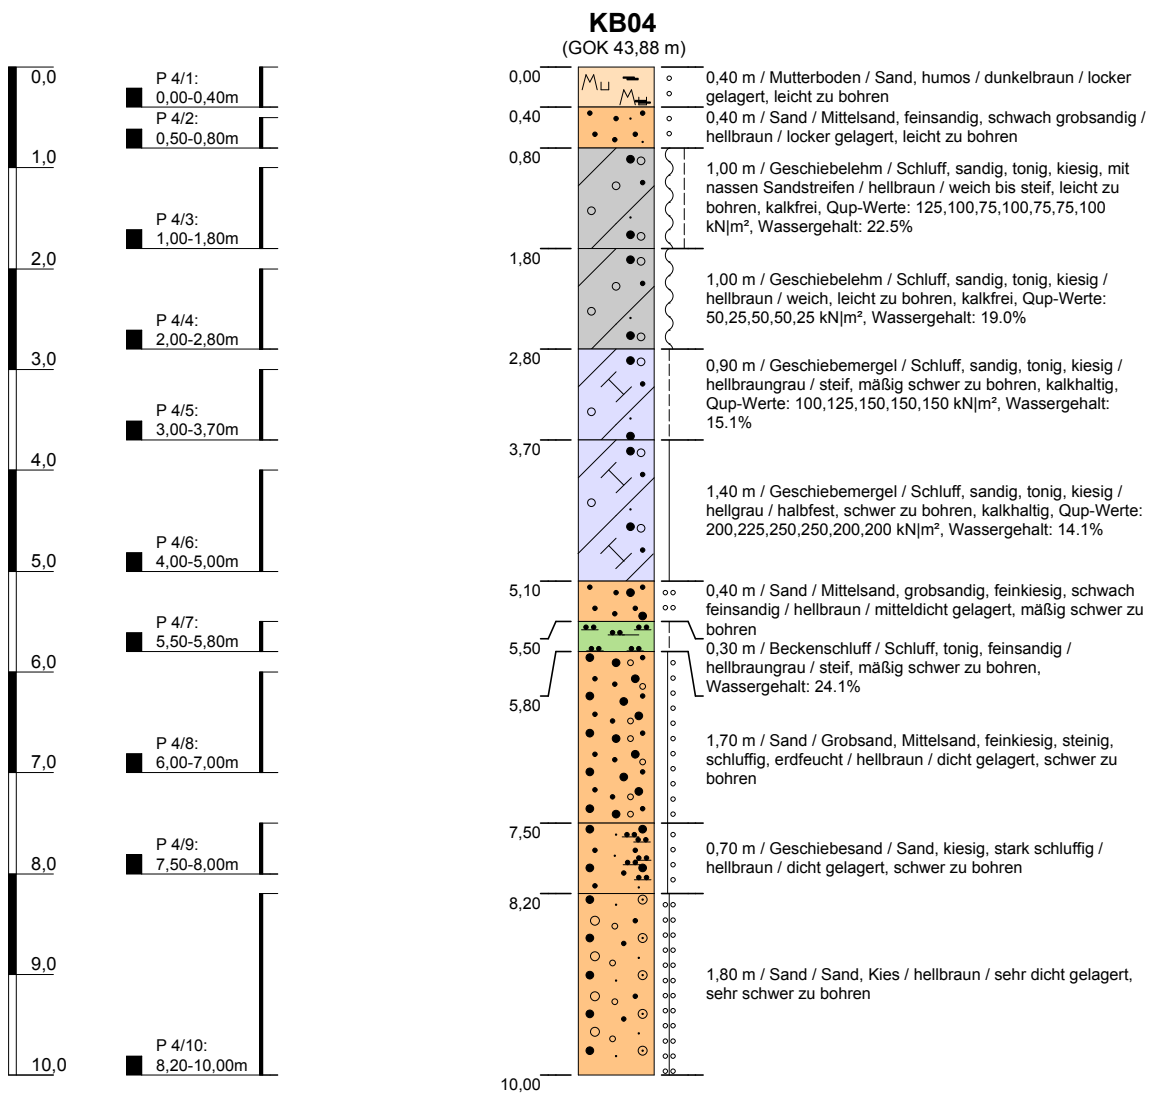 KB04
(GOK 43,88 m)
0,0
1,0
2,0
3,0
4,0
5,0
6,0
7,0
8,0
9,0
10,0
P 4/1:
0,00-0,40m
P 4/2:
0,50-0,80m
P 4/3:
1,00-1,80m
P 4/4:
2,00-2,80m
P 4/5:
3,00-3,70m
P 4/6:
4,00-5,00m
P 4/7:
5,50-5,80m
P 4/8:
6,00-7,00m
P 4/9:
7,50-8,00m
P 4/10:
8,20-10,00m
0,00
0,40
0,80
1,80
2,80
3,70
5,10
5,50
5,80
7,50
8,20
10,00
0,40 m / Mutterboden / Sand, humos / dunkelbraun / locker
gelagert, leicht zu bohren
0,40 m / Sand / Mittelsand, feinsandig, schwach grobsandig /
hellbraun / locker gelagert, leicht zu bohren
1,00 m / Geschiebelehm / Schluff, sandig, tonig, kiesig, mit
nassen Sandstreifen / hellbraun / weich bis steif, leicht zu
bohren, kalkfrei, Qup-Werte: 125,100,75,100,75,75,100
kN|m², Wassergehalt: 22.5%
1,00 m / Geschiebelehm / Schluff, sandig, tonig, kiesig /
hellbraun / weich, leicht zu bohren, kalkfrei, Qup-Werte:
50,25,50,50,25 kN|m², Wassergehalt: 19.0%
0,90 m / Geschiebemergel / Schluff, sandig, tonig, kiesig /
hellbraungrau / steif, mäßig schwer zu bohren, kalkhaltig,
Qup-Werte: 100,125,150,150,150 kN|m², Wassergehalt:
15.1%
1,40 m / Geschiebemergel / Schluff, sandig, tonig, kiesig /
hellgrau / halbfest, schwer zu bohren, kalkhaltig, Qup-Werte:
200,225,250,250,200,200 kN|m², Wassergehalt: 14.1%
0,40 m / Sand / Mittelsand, grobsandig, feinkiesig, schwach
feinsandig / hellbraun / mitteldicht gelagert, mäßig schwer zu
bohren
0,30 m / Beckenschluff / Schluff, tonig, feinsandig /
hellbraungrau / steif, mäßig schwer zu bohren,
Wassergehalt: 24.1%
1,70 m / Sand / Grobsand, Mittelsand, feinkiesig, steinig,
schluffig, erdfeucht / hellbraun / dicht gelagert, schwer zu
bohren
0,70 m / Geschiebesand / Sand, kiesig, stark schluffig /
hellbraun / dicht gelagert, schwer zu bohren
1,80 m / Sand / Sand, Kies / hellbraun / sehr dicht gelagert,
sehr schwer zu bohren